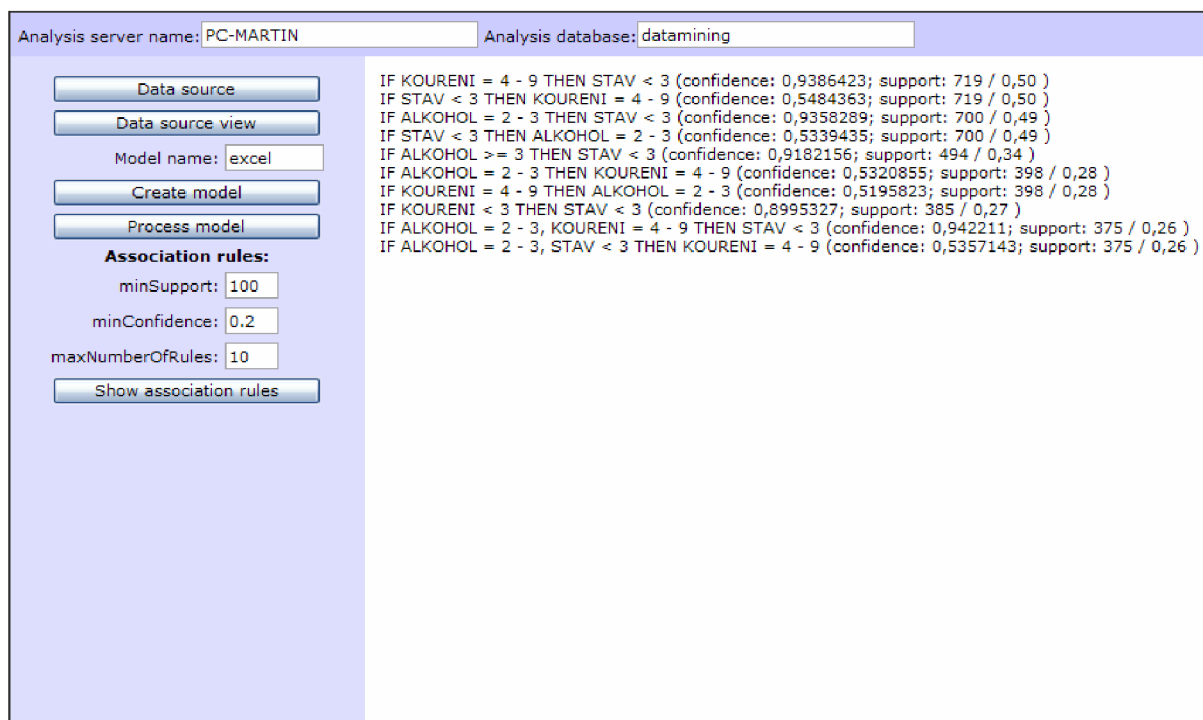 Analysis server name: PC-MARTIN Analysis database: datamining
Data source
Data source view
Model name: excel
Create model
Process model
Association rules:
minSupport: 100
minConfidence: 0.2
maxNumberOfRules: 10
Show association rules
IF KOURENI = 4 - 9 THEN STAV < 3 (confidence: 0,9386423; support: 719 / 0,50 )
IF STAV < 3 THEN KOURENI = 4 - 9 (confidence: 0,5484363; support: 719 / 0,50 )
IF ALKOHOL = 2 - 3 THEN STAV < 3 (confidence: 0,9358289; support: 700 / 0,49 )
IF STAV < 3 THEN ALKOHOL = 2 - 3 (confidence: 0,5339435; support: 700 / 0,49 )
IF ALKOHOL >= 3 THEN STAV < 3 (confidence: 0,9182156; support: 494 / 0,34 )
IF ALKOHOL = 2 - 3 THEN KOURENI = 4 - 9 (confidence: 0,5320855; support: 398 / 0,28 )
IF KOURENI = 4 - 9 THEN ALKOHOL = 2 - 3 (confidence: 0,5195823; support: 398 / 0,28 )
IF KOURENI < 3 THEN STAV < 3 (confidence: 0,8995327; support: 385 / 0,27 )
IF ALKOHOL = 2 - 3, KOURENI = 4 - 9 THEN STAV < 3 (confidence: 0,942211; support: 375 / 0,26 )
IF ALKOHOL = 2 - 3, STAV < 3 THEN KOURENI = 4 - 9 (confidence: 0,5357143; support: 375 / 0,26 )